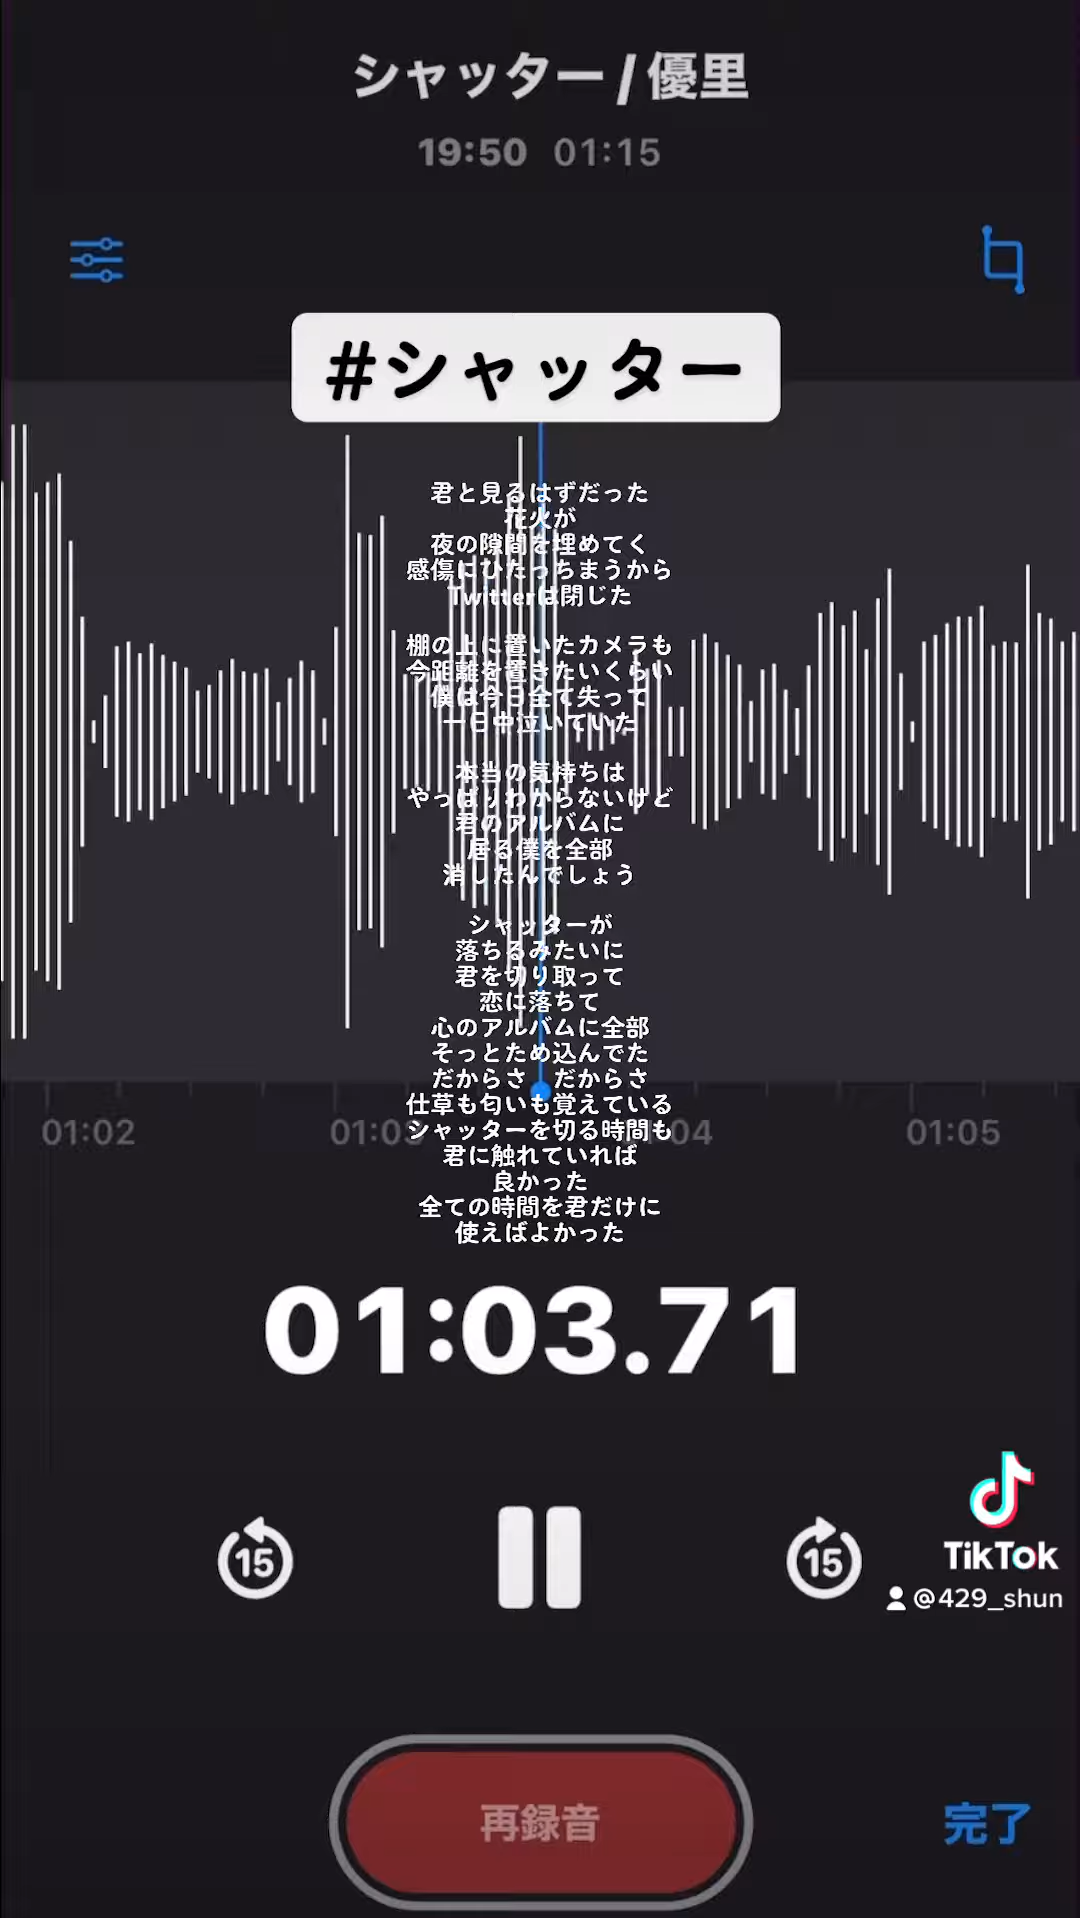 シャッター / 優里
19:50 01:15
#シャッター
君と見るはずだった
花火が
夜の隙間を埋めてく
感傷にひたっちまうから
Twitterは閉じた
棚の上に置いたカメラも
今距離を置きたいくらい
僕は今日全て失って
一日中泣いていた
本当の気持ちは
やっぱりわからないけど
君のアルバムに
居る僕を全部
消したんでしょう
シャッターが
落ちるみたいに
君を切り取って
恋に落ちて
心のアルバムに全部
そっとため込んでた
だからさ だからさ
仕草も匂いも覚えている
シャッターを切る時間も
君に触れていれば
良かった
全ての時間を君だけに
使えばよかった
01:02 01:03 01:04 01:05
01:03.71
15 15
TikTok
@429_shun
再録音
完了